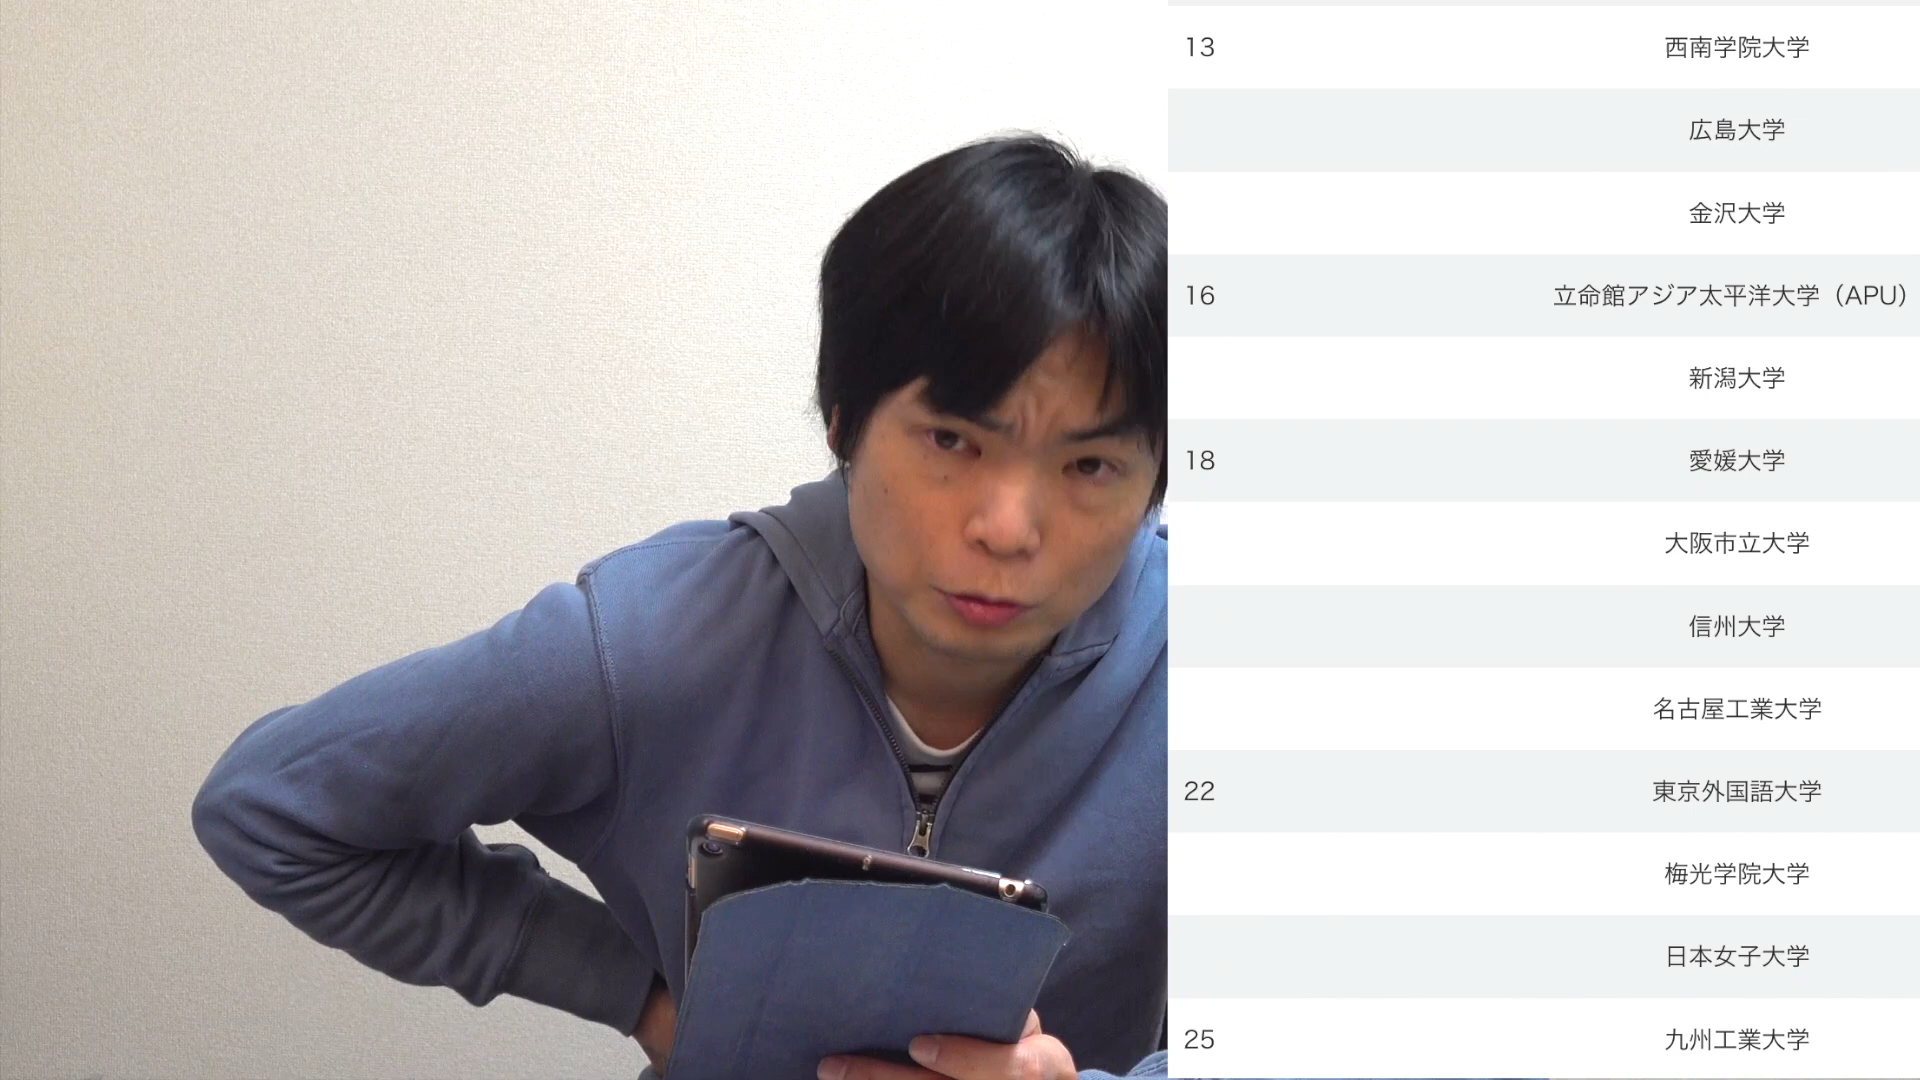 13 西南学院大学
広島大学
金沢大学
16 立命館アジア太平洋大学（APU）
新潟大学
18 愛媛大学
大阪市立大学
信州大学
名古屋工業大学
22 東京外国語大学
梅光学院大学
日本女子大学
25 九州工業大学